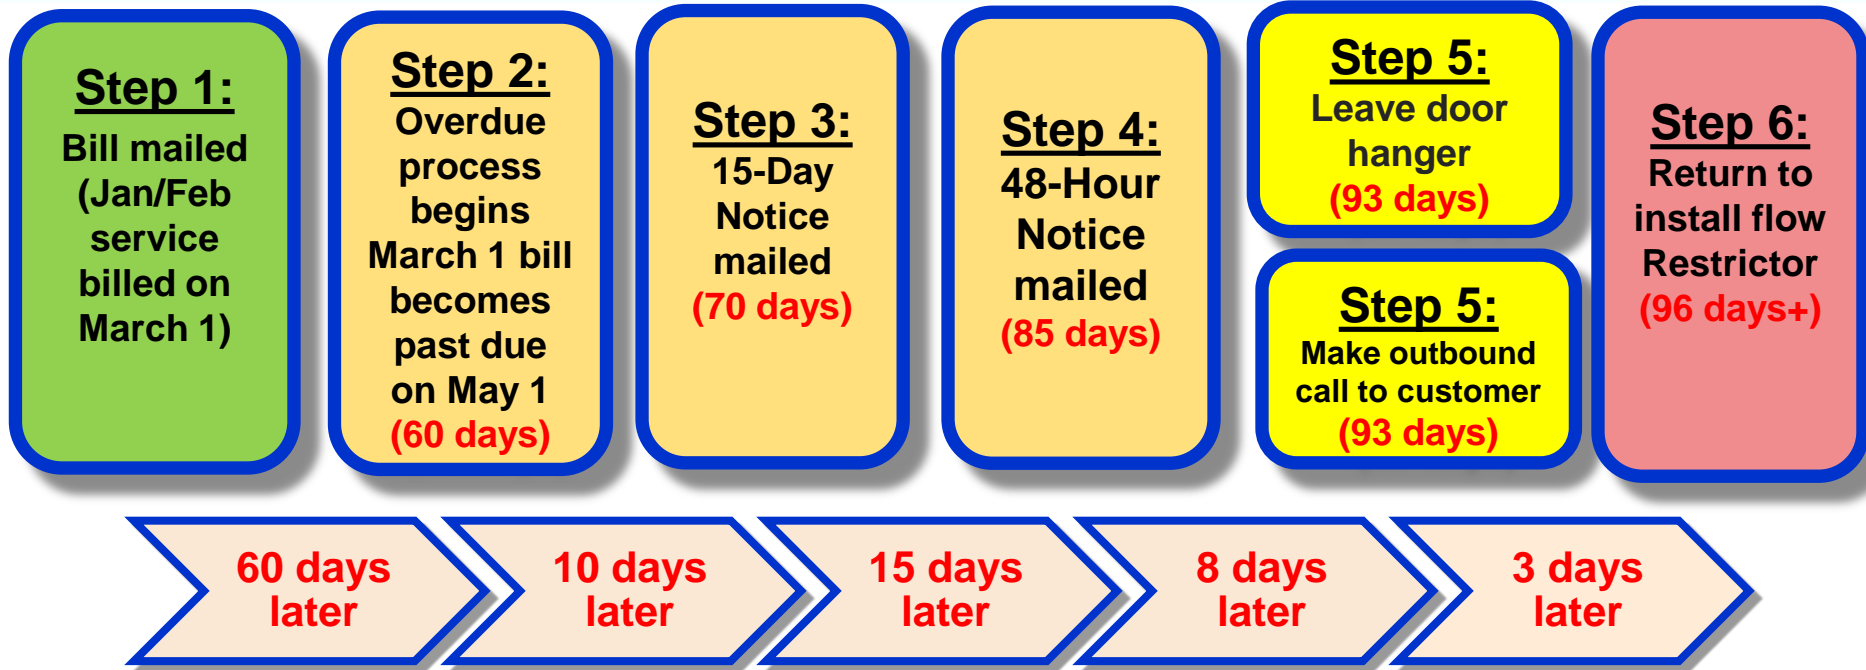 Step 1:
Bill mailed
(Jan/Feb
service
billed on
March 1)
Step 2:
Overdue
process
begins
March 1 bill
becomes
past due
on May 1
(60 days)
Step 3:
15-Day
Notice
mailed
(70 days)
Step 4:
48-Hour
Notice
mailed
(85 days)
Step 5:
Leave door
hanger
(93 days)
Step 5:
Make outbound
call to customer
(93 days)
Step 6:
Return to
install flow
Restrictor
(96 days+)
60 days
later
10 days
later
15 days
later
8 days
later
3 days
later